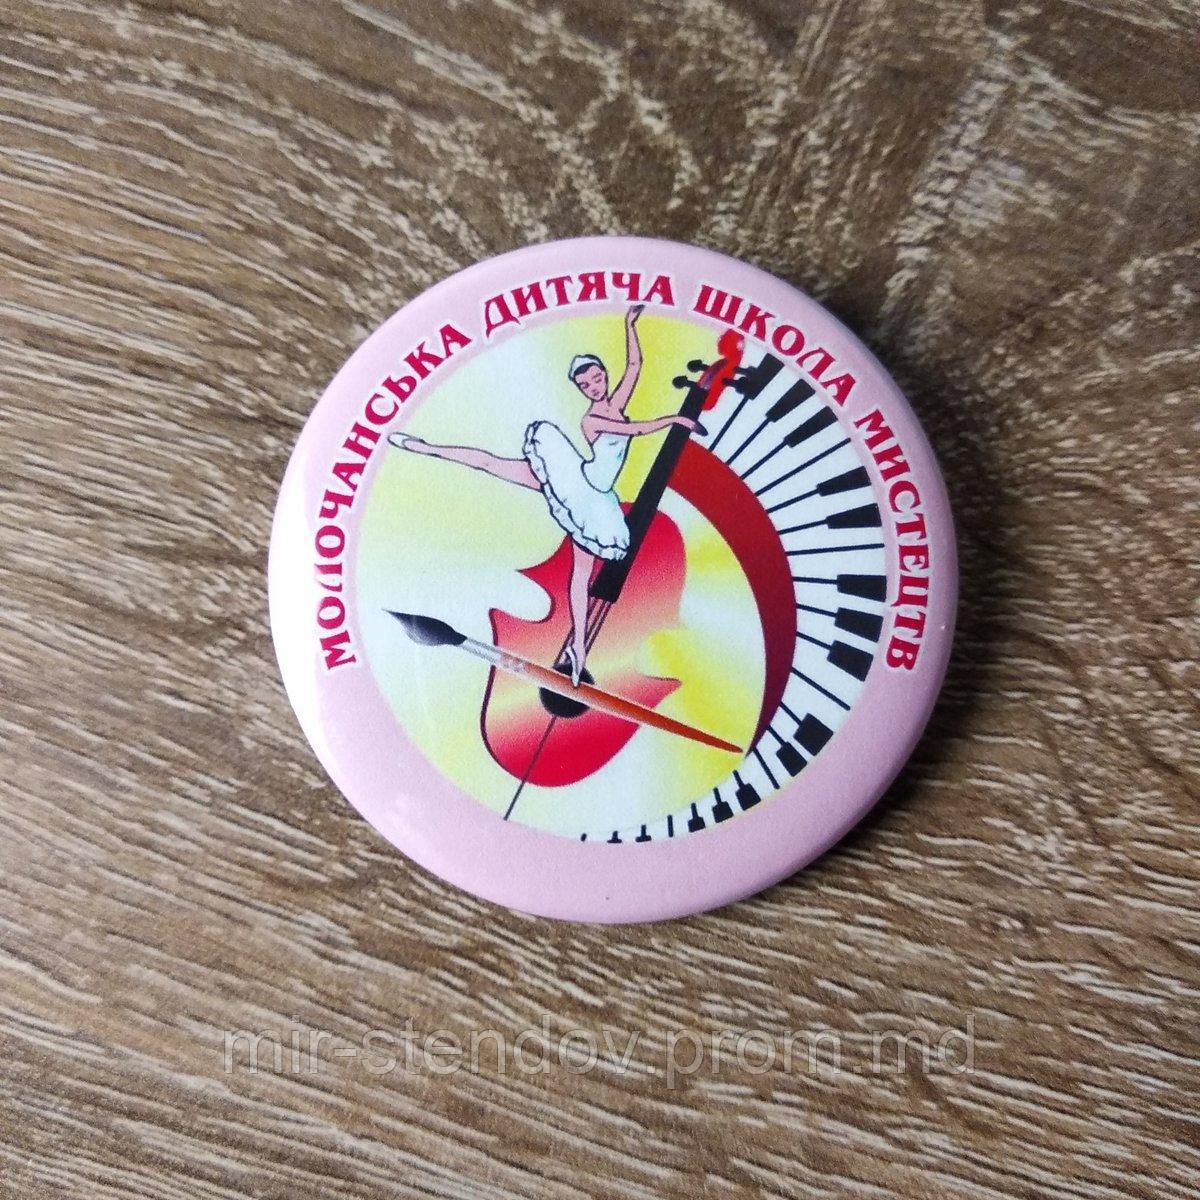 МОЛОЧАНСЬКА ДИТЯЧА ШКОЛА МИСТЕЦТВ
mir-stendov.prom.md